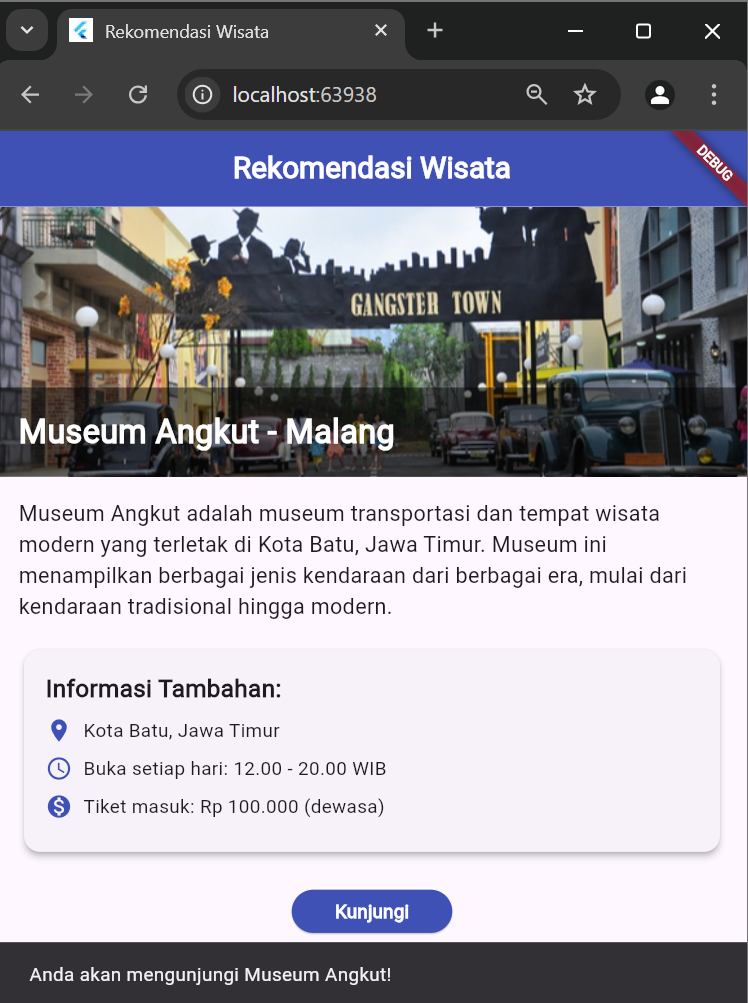 Rekomendasi Wisata
localhost:63938
Rekomendasi Wisata
DEBUG
GANGSTER TOWN
Museum Angkut - Malang
Museum Angkut adalah museum transportasi dan tempat wisata
modern yang terletak di Kota Batu, Jawa Timur. Museum ini
menampilkan berbagai jenis kendaraan dari berbagai era, mulai dari
kendaraan tradisional hingga modern.
Informasi Tambahan:
Kota Batu, Jawa Timur
Buka setiap hari: 12.00 - 20.00 WIB
Tiket masuk: Rp 100.000 (dewasa)
Kunjungi
Anda akan mengunjungi Museum Angkut!